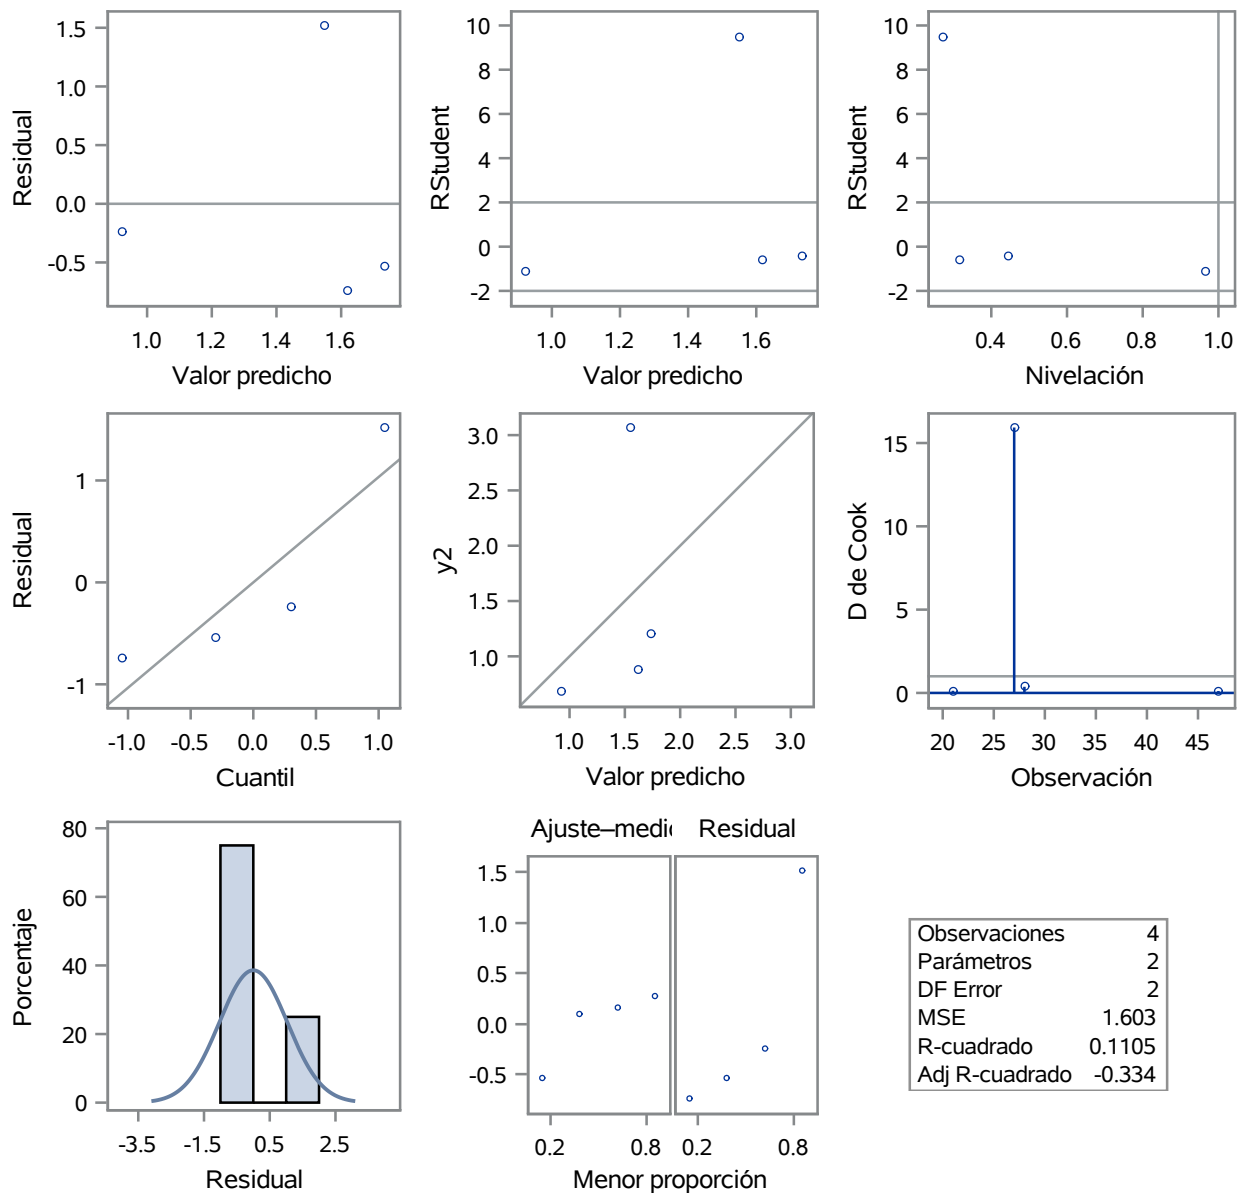 1.5
1.0
0.5
0.0
-0.5
Residual
1.0 1.2 1.4 1.6
Valor predicho
10
8
6
4
2
0
-2
RStudent
1.0 1.2 1.4 1.6
Valor predicho
10
8
6
4
2
0
-2
RStudent
0.4 0.6 0.8 1.0
Nivelación
1
0
-1
Residual
-1.0 -0.5 0.0 0.5 1.0
Cuantil
3.0
2.5
2.0
1.5
1.0
y2
1.0 1.5 2.0 2.5 3.0
Valor predicho
15
10
5
0
D de Cook
20 25 30 35 40 45
Observación
80
60
40
20
0
Porcentaje
-3.5 -1.5 0.5 2.5
Residual
Ajuste–medi Residual
1.5
1.0
0.5
0.0
-0.5
0.2 0.8 0.2 0.8
Menor proporción
Observaciones 4
Parámetros 2
DF Error 2
MSE 1.603
R-cuadrado 0.1105
Adj R-cuadrado -0.334